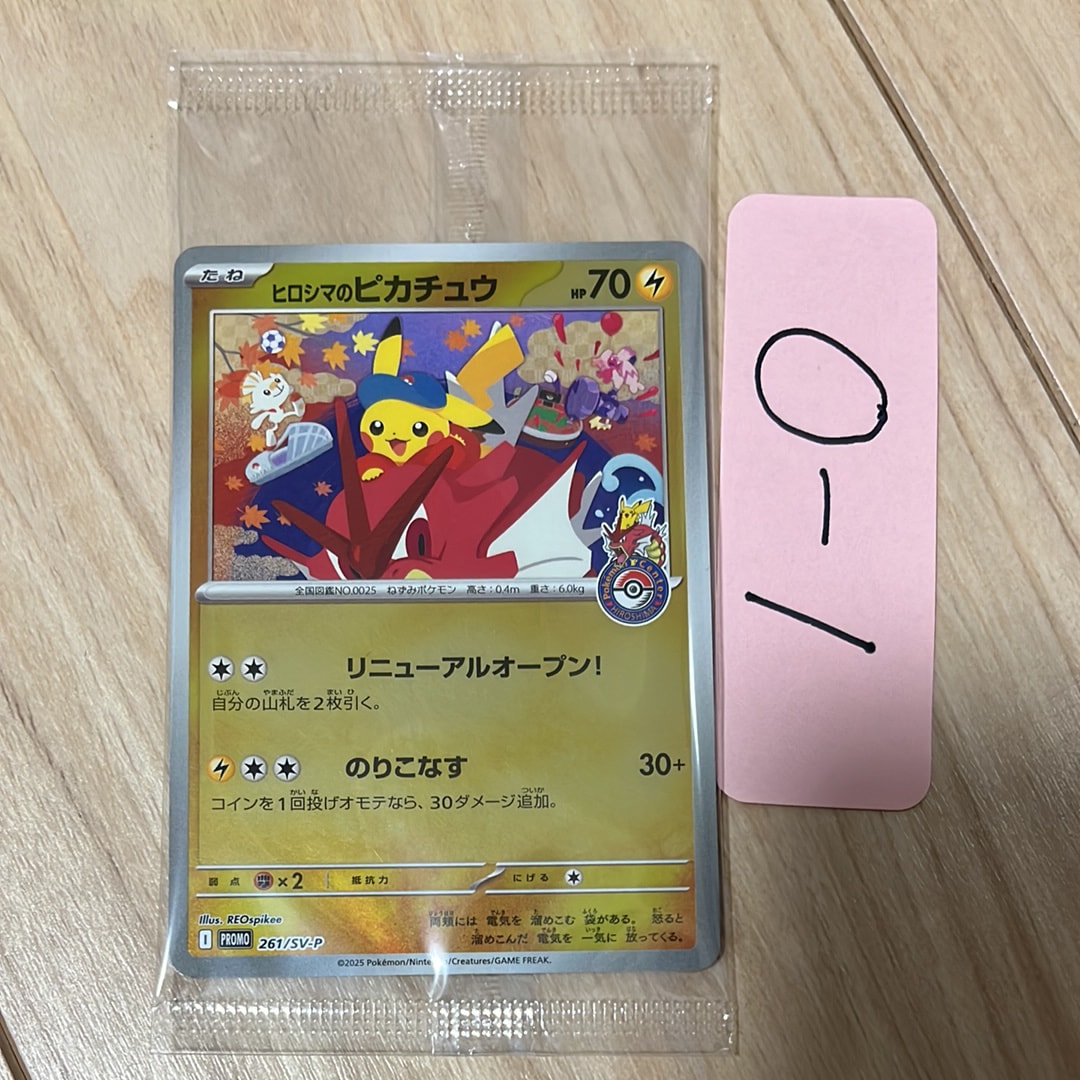 たね
ヒロシマのピカチュウ
HP70
全国図鑑NO.0025 ねずみポケモン 高さ:0.4m 重さ:6.0kg
Pokémon Center
HIROSHIMA
リニューアルオープン!
自分の山札を2枚引く。
のりこなす 30+
コインを1回投げオモテなら、30ダメージ追加。
弱点 ×2 抵抗力 にげる
Illus. REOspikee
両頬には 電気を 溜めこむ 袋がある。 怒ると
溜めこんだ 電気を 一気に 放ってくる。
I PROMO 261/SV-P
©2025 Pokémon/Nintendo/Creatures/GAME FREAK.
0-1